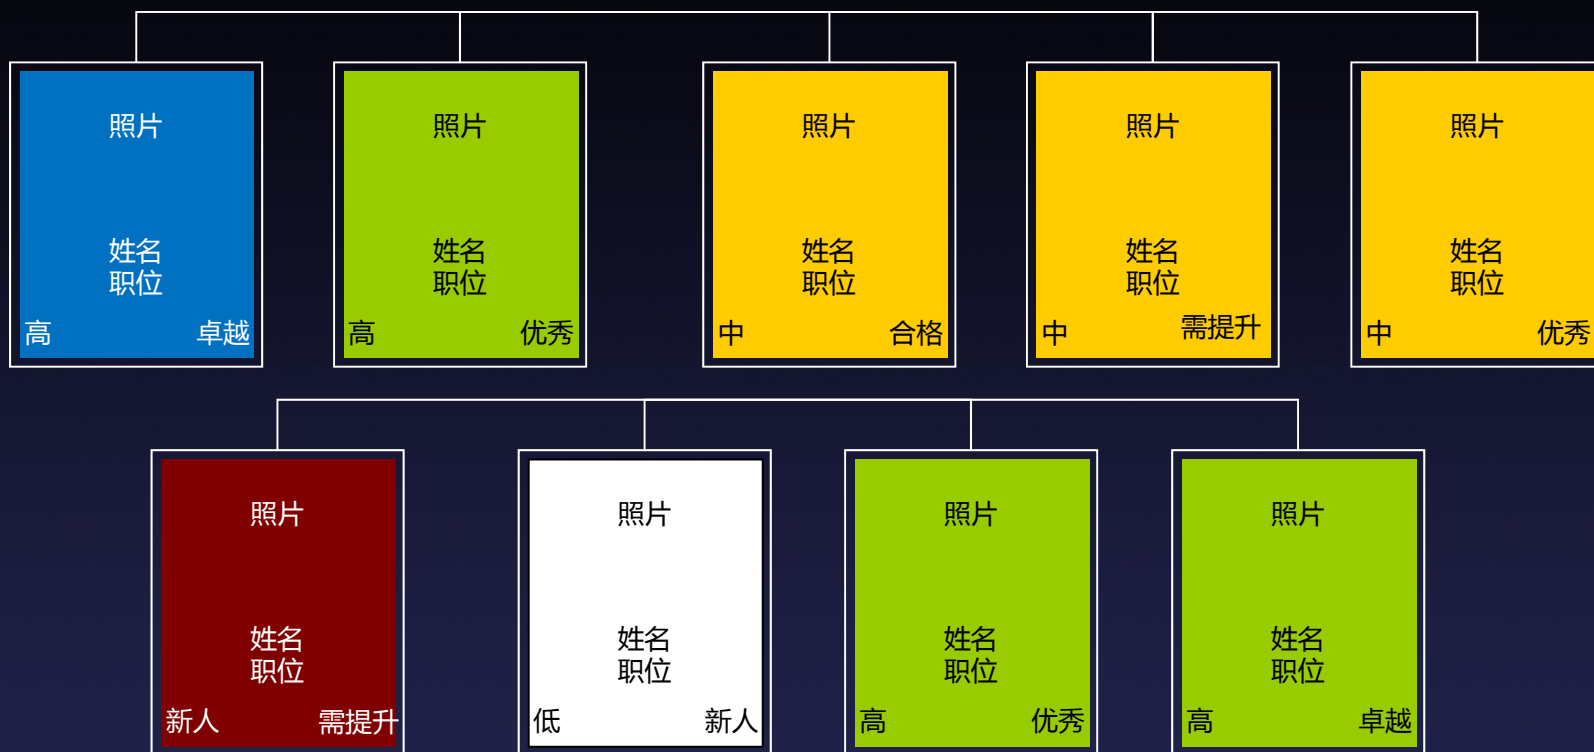 照片
姓名
职位
高 卓越
照片
姓名
职位
高 优秀
照片
姓名
职位
中 合格
照片
姓名
职位
中 需提升
照片
姓名
职位
中 优秀
照片
姓名
职位
新人 需提升
照片
姓名
职位
低 新人
照片
姓名
职位
高 优秀
照片
姓名
职位
高 卓越